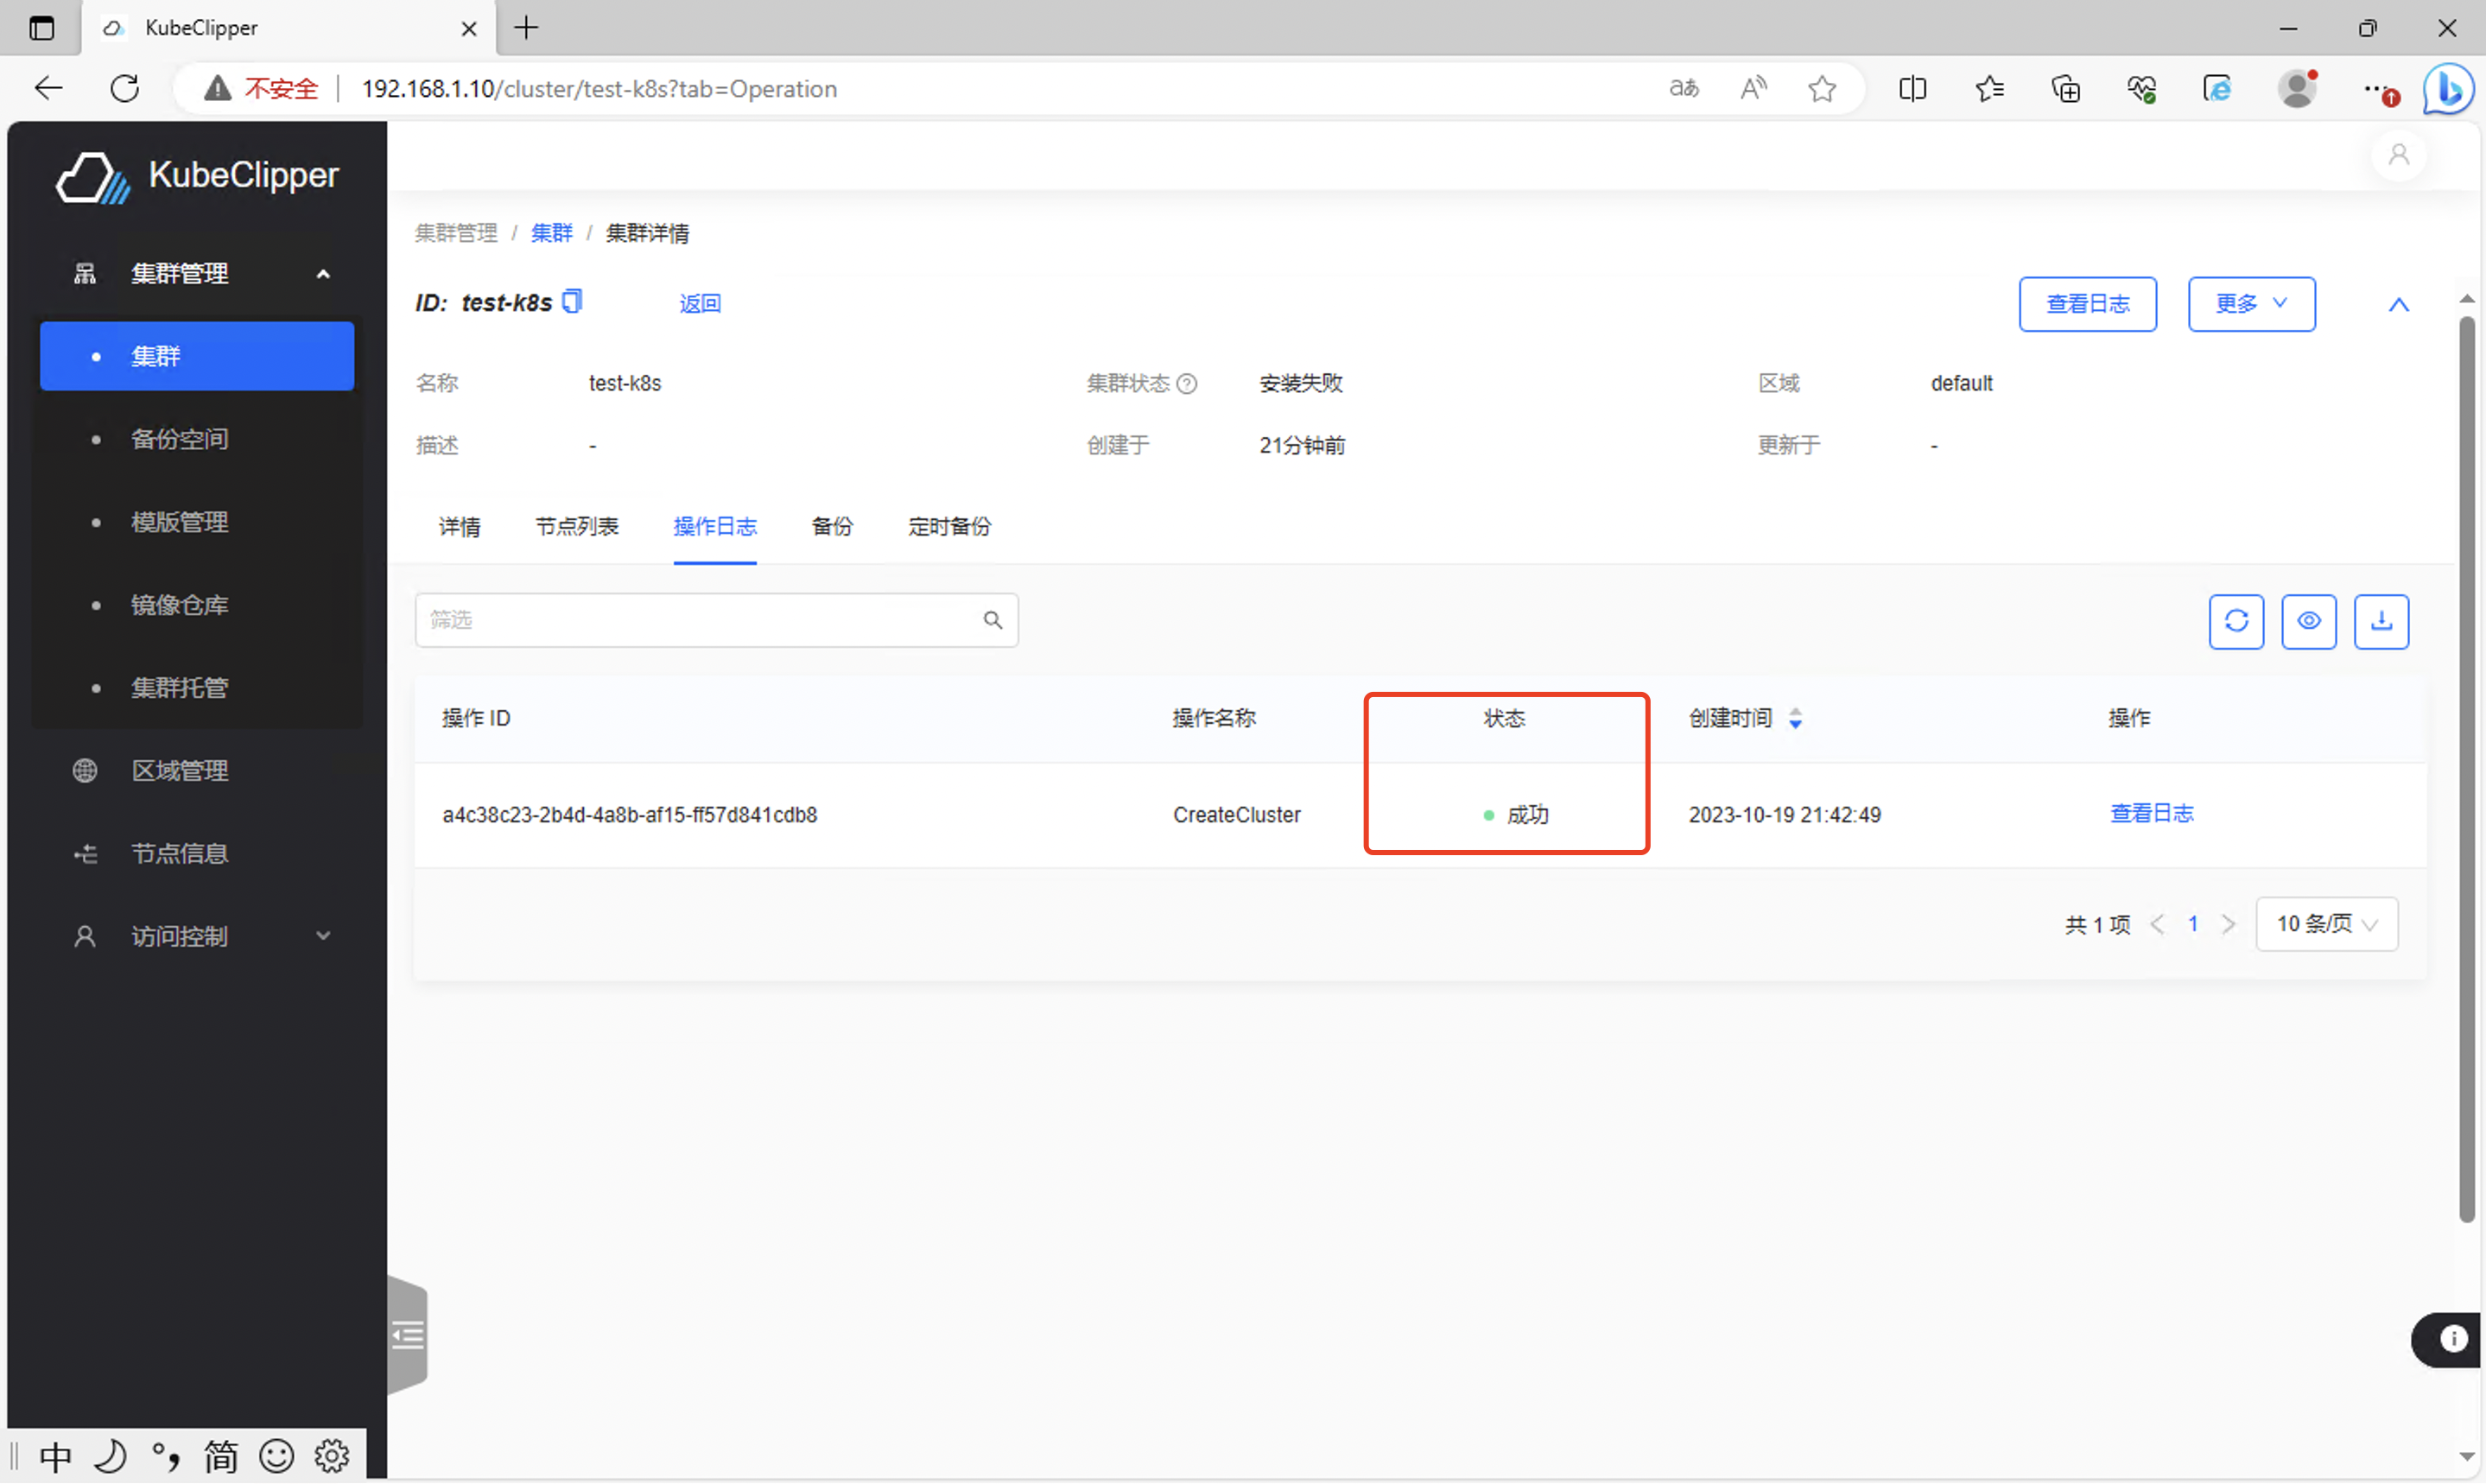 KubeClipper
不安全 192.168.1.10/cluster/test-k8s?tab=Operation
aあ A
KubeClipper
集群管理
集群
备份空间
模版管理
镜像仓库
集群托管
区域管理
节点信息
访问控制
集群管理 / 集群 / 集群详情
ID: test-k8s 返回 查看日志 更多
名称 test-k8s 集群状态 安装失败 区域 default
描述 - 创建于 21分钟前 更新于 -
详情 节点列表 操作日志 备份 定时备份
筛选
操作 ID 操作名称 状态 创建时间 操作
a4c38c23-2b4d-4a8b-af15-ff57d841cdb8 CreateCluster 成功 2023-10-19 21:42:49 查看日志
共 1 项 1 10 条/页
中 °, 简